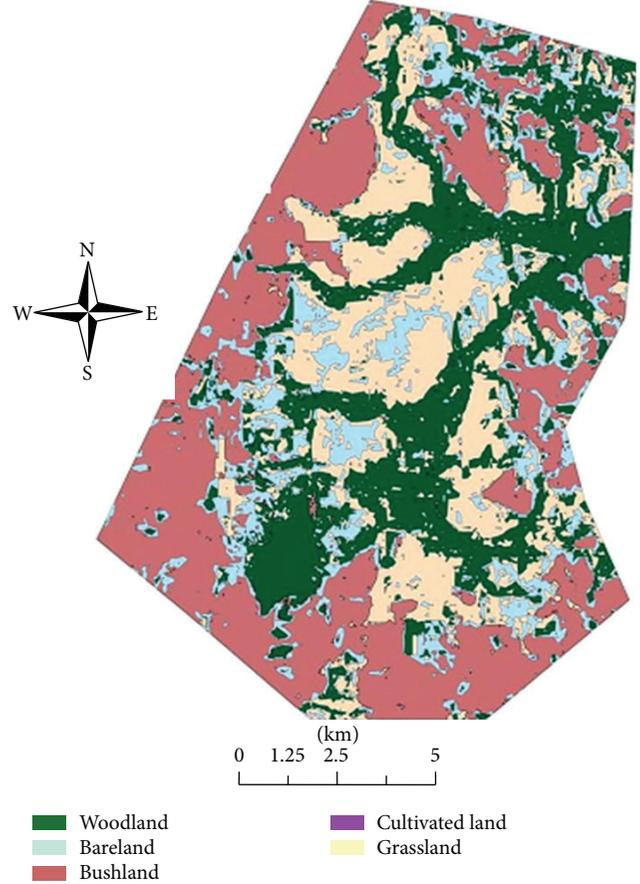 N
W E
S
(km)
0 1.25 2.5 5
Woodland
Bareland
Bushland
Cultivated land
Grassland